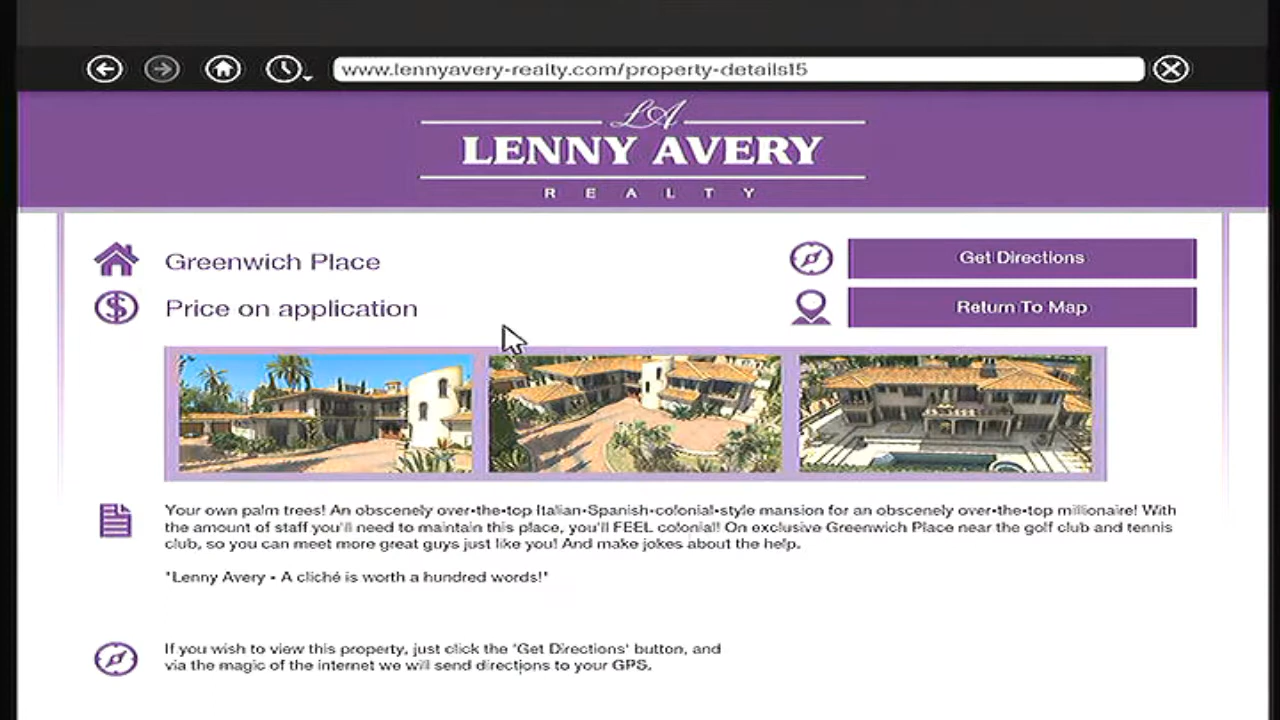 www.lennyavery-realty.com/property-details15
LA
LENNY AVERY
REALTY
Greenwich Place
Get Directions
Price on application
Return To Map
Your own palm trees! An obscenely over-the-top Italian-Spanish-colonial-style mansion for an obscenely over-the-top millionaire! With
the amount of staff you'll need to maintain this place, you'll FEEL colonial! On exclusive Greenwich Place near the golf club and tennis
club, so you can meet more great guys just like you! And make jokes about the help.
"Lenny Avery - A cliché is worth a hundred words!"
If you wish to view this property, just click the 'Get Directions' button, and
via the magic of the internet we will send directions to your GPS.